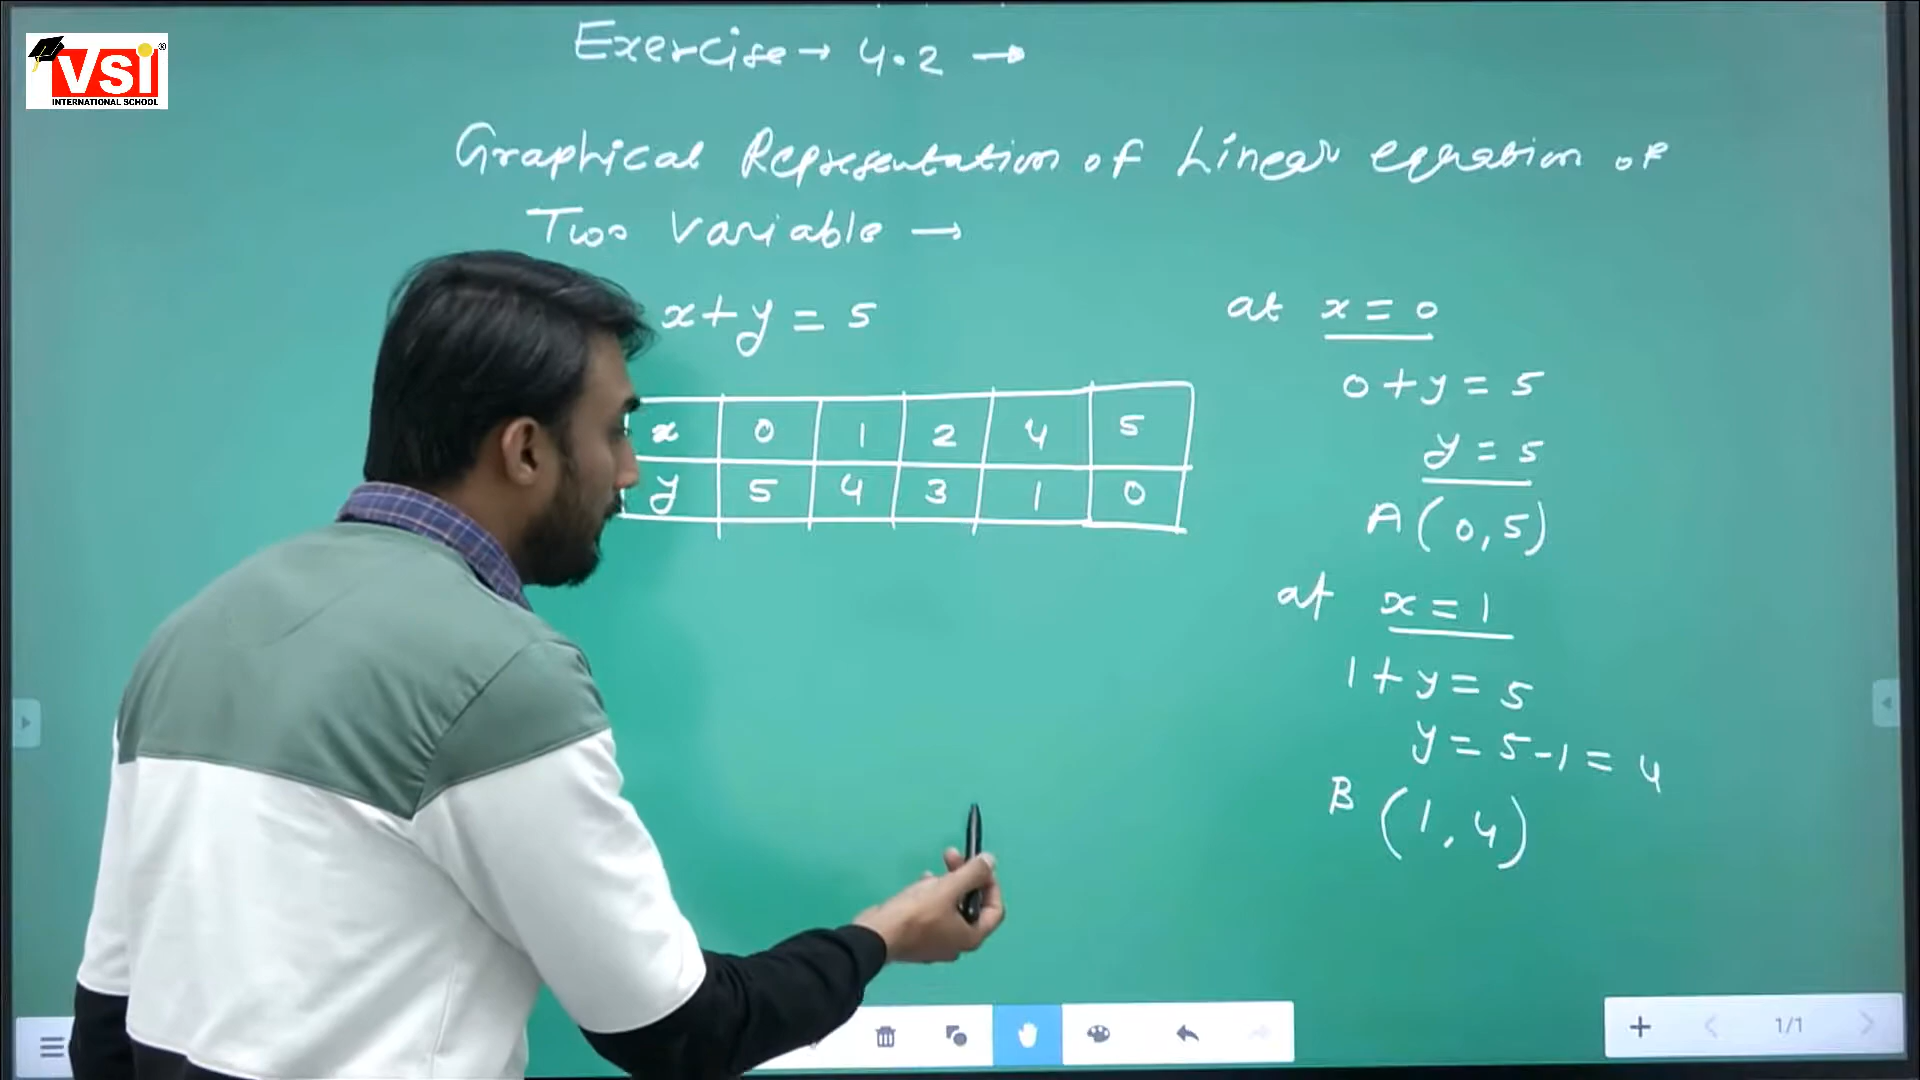 VSI
INTERNATIONAL SCHOOL
Exercise → 4.2 →
Graphical Representation of Linear equation of
Two Variable →
x + y = 5
x 0 1 2 4 5
y 5 4 3 1 0
at x = 0
0 + y = 5
y = 5
A (0, 5)
at x = 1
1 + y = 5
y = 5 - 1 = 4
B (1, 4)
1/1